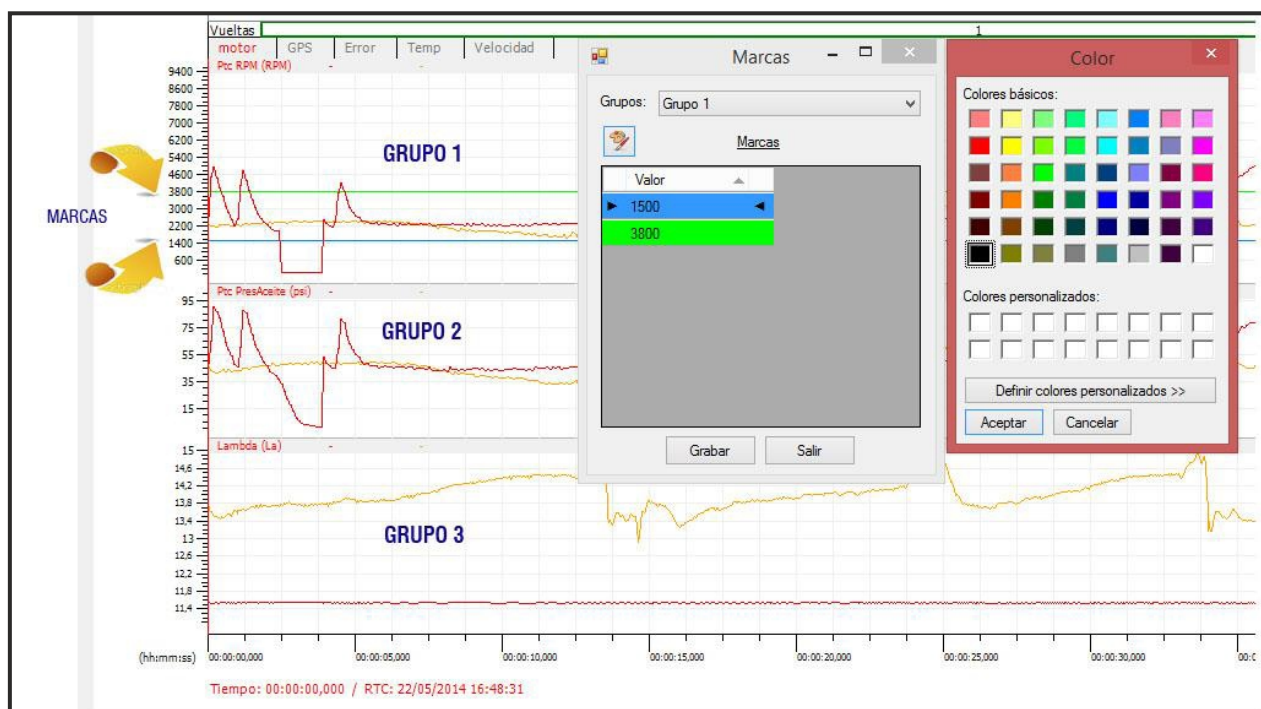 Vueltas 1
motor GPS Error Temp Velocidad
Ptc RPM (RPM) - -
9400
8600
7800
7000
6200
5400
4600
3800
3000
2200
1400
600
GRUPO 1
MARCAS
Ptc PresAceite (psi) - -
95
75
55
35
15
GRUPO 2
Lambda (La) - -
15
14,6
14,2
13,8
13,4
13
12,6
12,2
11,8
11,4
GRUPO 3
(hh:mm:ss) 00:00:00,000 00:00:05,000 00:00:10,000 00:00:15,000 00:00:20,000 00:00:25,000 00:00:30,000
Tiempo: 00:00:00,000 / RTC: 22/05/2014 16:48:31
Marcas
Grupos: Grupo 1
Marcas
Valor
1500
3800
Grabar Salir
Color
Colores básicos:
Colores personalizados:
Definir colores personalizados >>
Aceptar Cancelar